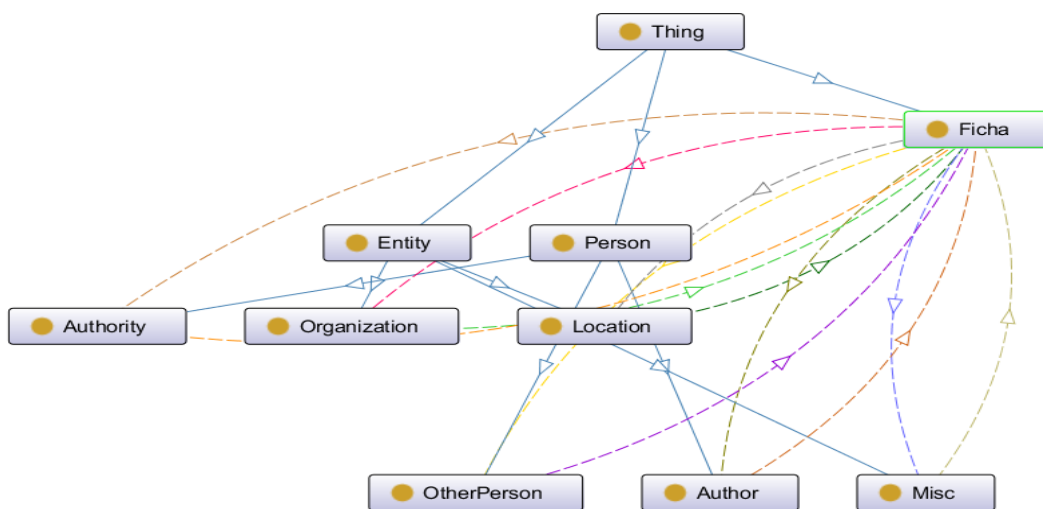 Thing
Ficha
Entity
Person
Authority
Organization
Location
OtherPerson
Author
Misc